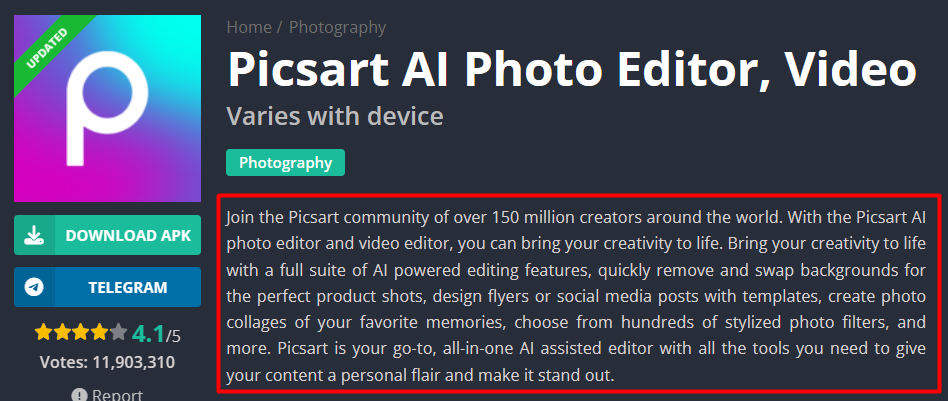 UPDATED
Home / Photography
Picsart AI Photo Editor, Video
Varies with device
Photography
DOWNLOAD APK
TELEGRAM
4.1/5
Votes: 11,903,310
Report
Join the Picsart community of over 150 million creators around the world. With the Picsart AI
photo editor and video editor, you can bring your creativity to life. Bring your creativity to life
with a full suite of AI powered editing features, quickly remove and swap backgrounds for
the perfect product shots, design flyers or social media posts with templates, create photo
collages of your favorite memories, choose from hundreds of stylized photo filters, and
more. Picsart is your go-to, all-in-one AI assisted editor with all the tools you need to give
your content a personal flair and make it stand out.